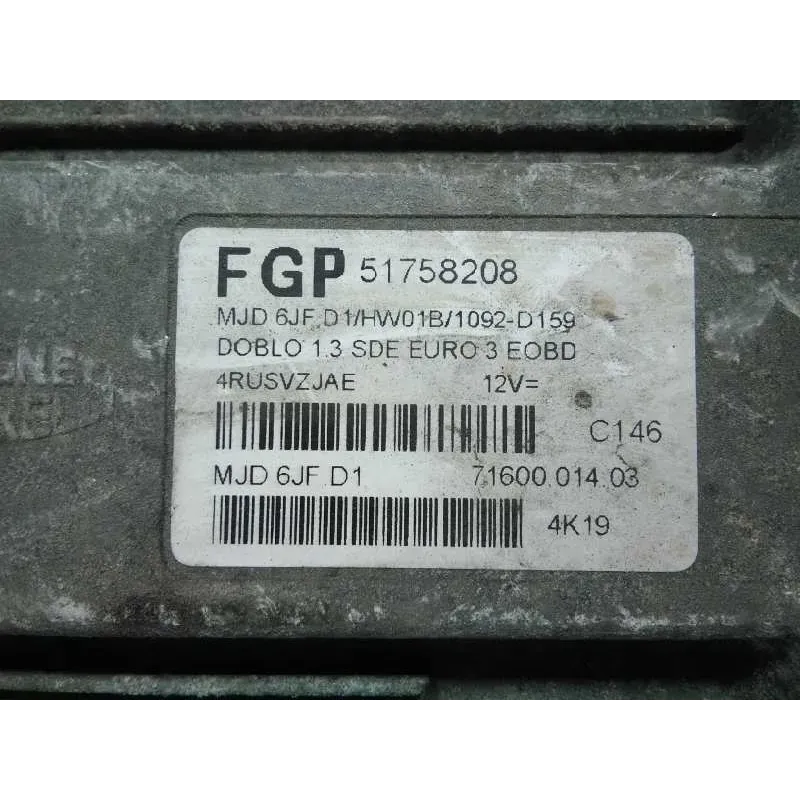 FGP 51758208
MJD 6JF D1/HW01B/1092-D159
DOBLO 1.3 SDE EURO 3 EOBD
4RUSVZJAE 12V=
C146
MJD 6JF D1 71600.014.03
4K19